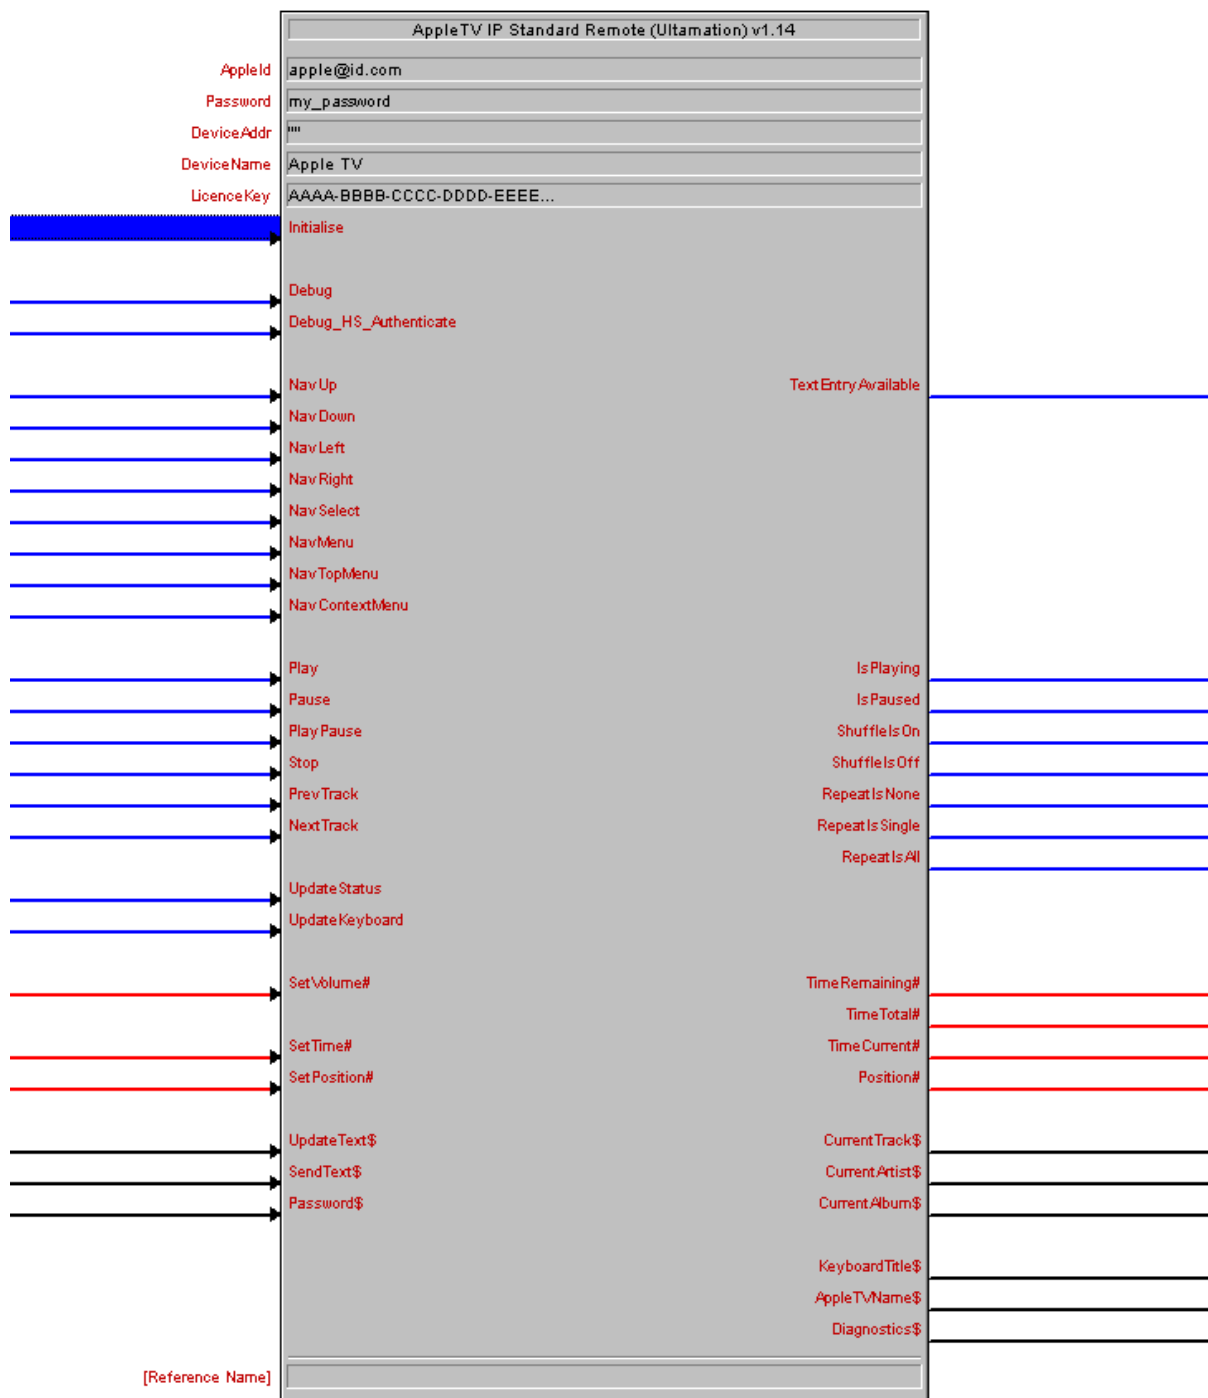 AppleTV IP Standard Remote (Ultamation) v1.14
AppleId apple@id.com
Password my_password
DeviceAddr ""
DeviceName Apple TV
LicenceKey AAAA-BBBB-CCCC-DDDD-EEEE...
Initialise
Debug
Debug_HS_Authenticate
NavUp TextEntryAvailable
NavDown
NavLeft
NavRight
NavSelect
NavMenu
NavTopMenu
NavContextMenu
Play IsPlaying
Pause IsPaused
PlayPause ShuffleIsOn
Stop ShuffleIsOff
PrevTrack RepeatIsNone
NextTrack RepeatIsSingle
RepeatIsAll
UpdateStatus
UpdateKeyboard
SetVolume# TimeRemaining#
TimeTotal#
SetTime# TimeCurrent#
SetPosition# Position#
UpdateText$ CurrentTrack$
SendText$ CurrentArtist$
Password$ CurrentAlbum$
KeyboardTitle$
AppleTVName$
Diagnostics$
[Reference Name]